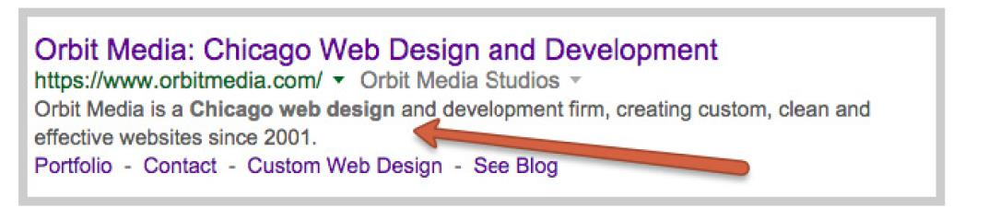 Orbit Media: Chicago Web Design and Development
https://www.orbitmedia.com/ ▼ Orbit Media Studios ▼
Orbit Media is a Chicago web design and development firm, creating custom, clean and
effective websites since 2001.
Portfolio - Contact - Custom Web Design - See Blog